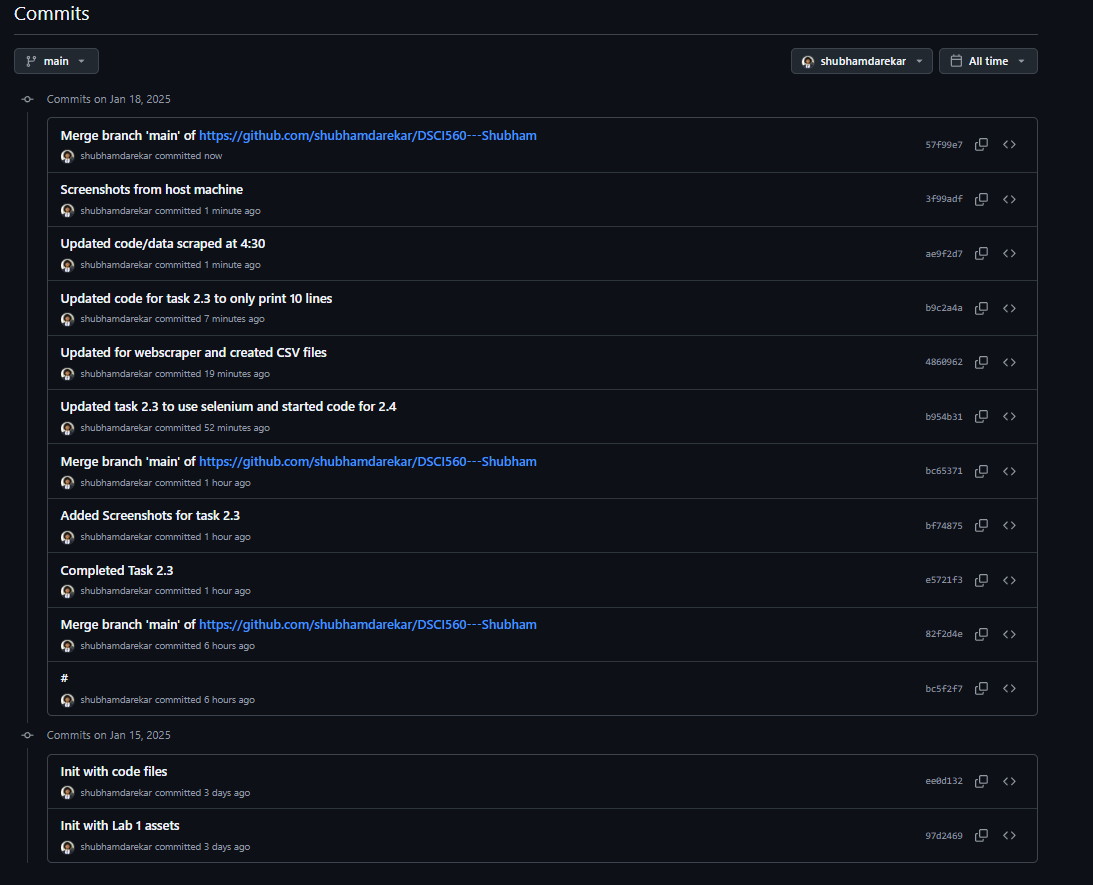 Commits
main
shubhamdarekar
All time
Commits on Jan 18, 2025
Merge branch 'main' of https://github.com/shubhamdarekar/DSCI560---Shubham
57f99e7
shubhamdarekar committed now
Screenshots from host machine
3f99adf
shubhamdarekar committed 1 minute ago
Updated code/data scraped at 4:30
ae9f2d7
shubhamdarekar committed 1 minute ago
Updated code for task 2.3 to only print 10 lines
b9c2a4a
shubhamdarekar committed 7 minutes ago
Updated for webscraper and created CSV files
4860962
shubhamdarekar committed 19 minutes ago
Updated task 2.3 to use selenium and started code for 2.4
b954b31
shubhamdarekar committed 52 minutes ago
Merge branch 'main' of https://github.com/shubhamdarekar/DSCI560---Shubham
bc65371
shubhamdarekar committed 1 hour ago
Added Screenshots for task 2.3
bf74875
shubhamdarekar committed 1 hour ago
Completed Task 2.3
e5721f3
shubhamdarekar committed 1 hour ago
Merge branch 'main' of https://github.com/shubhamdarekar/DSCI560---Shubham
82f2d4e
shubhamdarekar committed 6 hours ago
#
bc5f2f7
shubhamdarekar committed 6 hours ago
Commits on Jan 15, 2025
Init with code files
ee0d132
shubhamdarekar committed 3 days ago
Init with Lab 1 assets
97d2469
shubhamdarekar committed 3 days ago